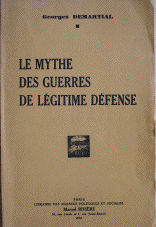 Georges DEMARTIAL
LE MYTHE
DES GUERRES
DE LÉGITIME DÉFENSE
PARIS
LIBRAIRIE DES SCIENCES POLITIQUES ET SOCIALES
Marcel RIVIÈRE